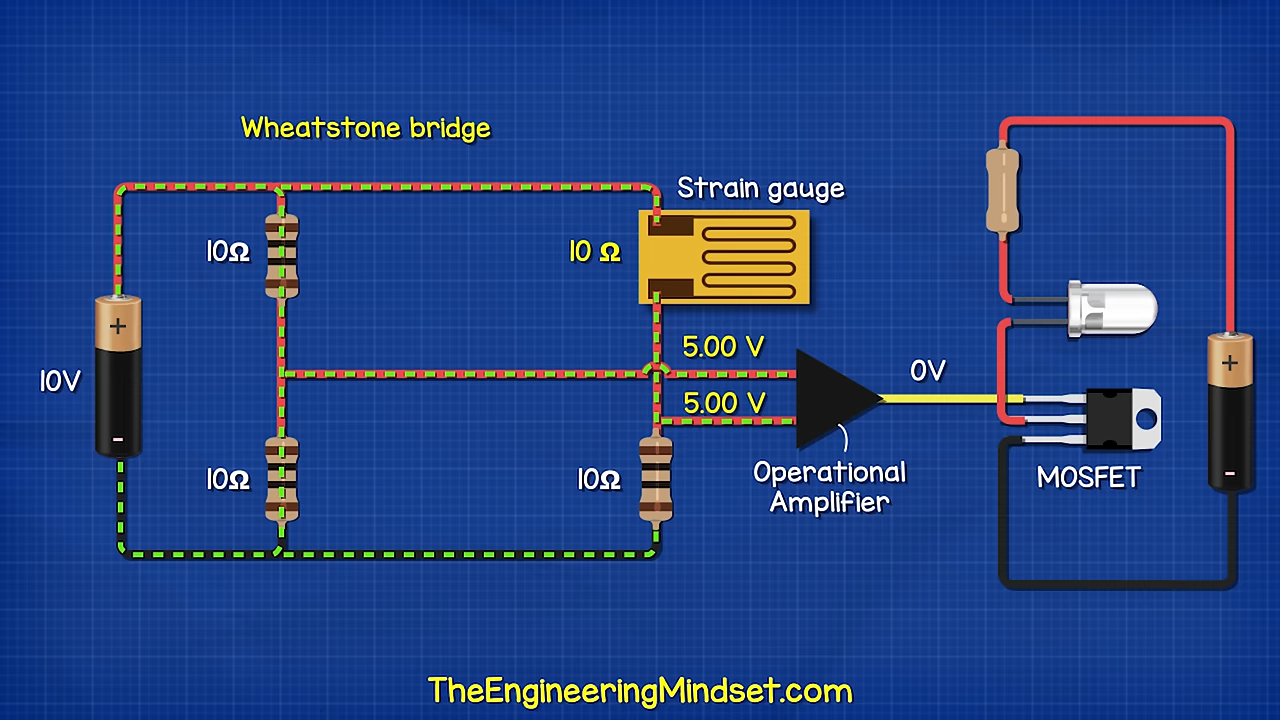 Wheatstone bridge
Strain gauge
10Ω
10 Ω
+
5.00 V
+
0V
10V
5.00 V
-
Operational
Amplifier
MOSFET
-
10Ω
10Ω
TheEngineeringMindset.com